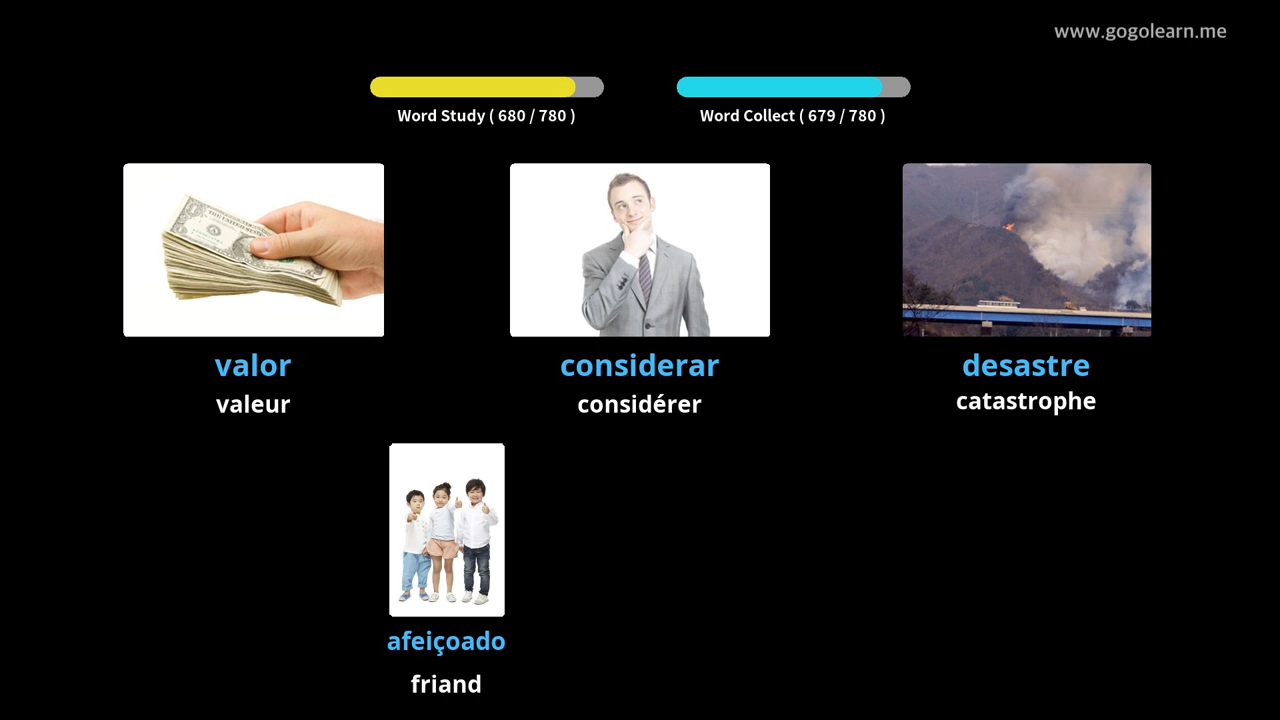 www.gogolearn.me
Word Study ( 680 / 780 )
Word Collect ( 679 / 780 )
valor
considerar
desastre
valeur
considérer
catastrophe
afeiçoado
friand